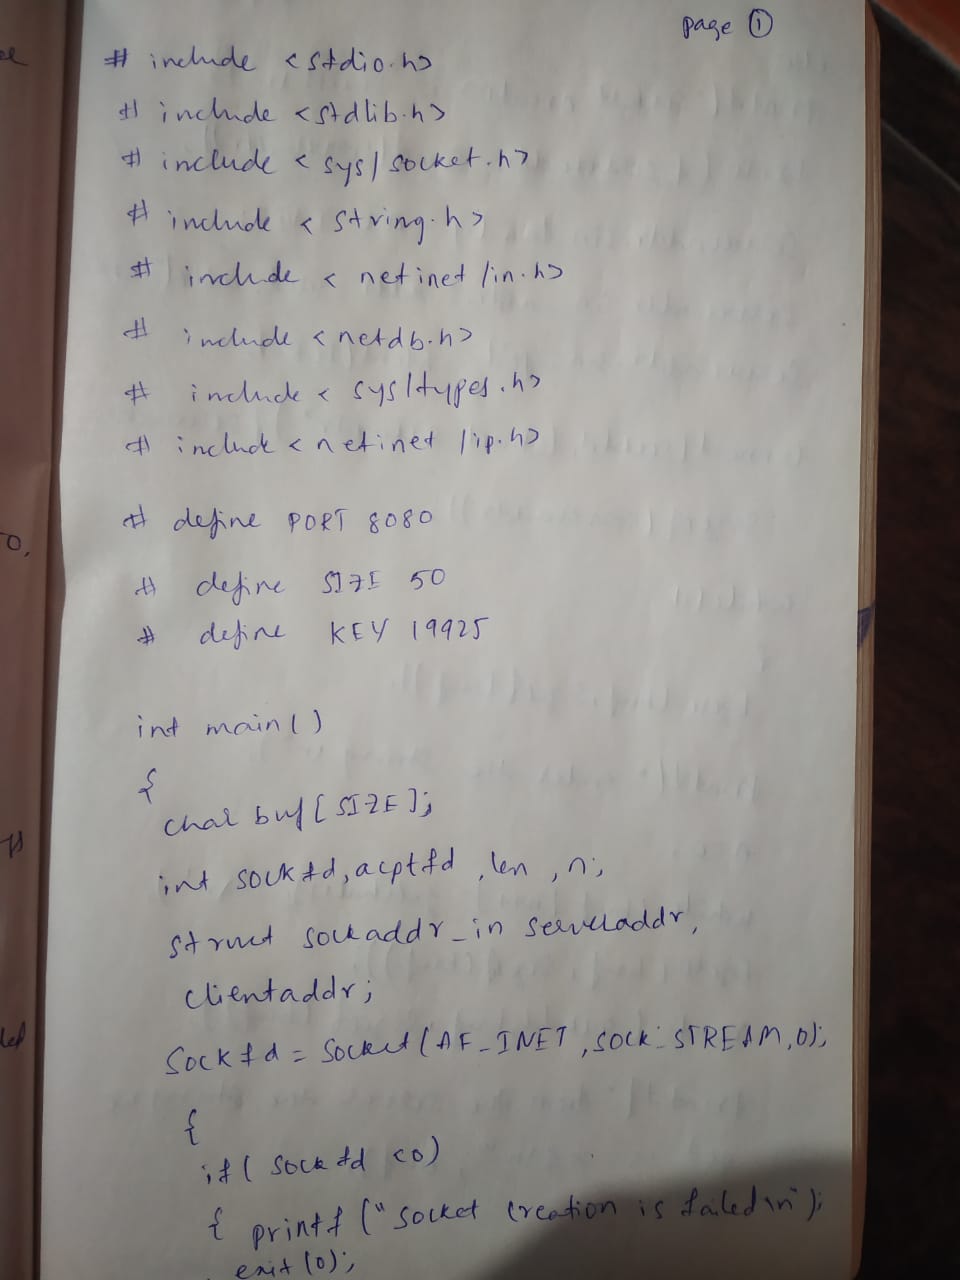 page ①
# include <stdio.h>
# include <stdlib.h>
# include < sys/socket.h>
# include < string.h>
# include < netinet/in.h>
# include <netdb.h>
# include < sys/types.h>
# include <netinet/ip.h>
# define PORT 8080
# define SIZE 50
# define KEY 19925
int main()
{
char buf[SIZE];
int sockfd, acptfd, len, n;
struct sockaddr_in serveraddr,
clientaddr;
Sockfd = Socket(AF_INET, SOCK_STREAM, 0);
{
if( sockfd <0)
{ printf ("socket creation is failed\n");
exit(0);